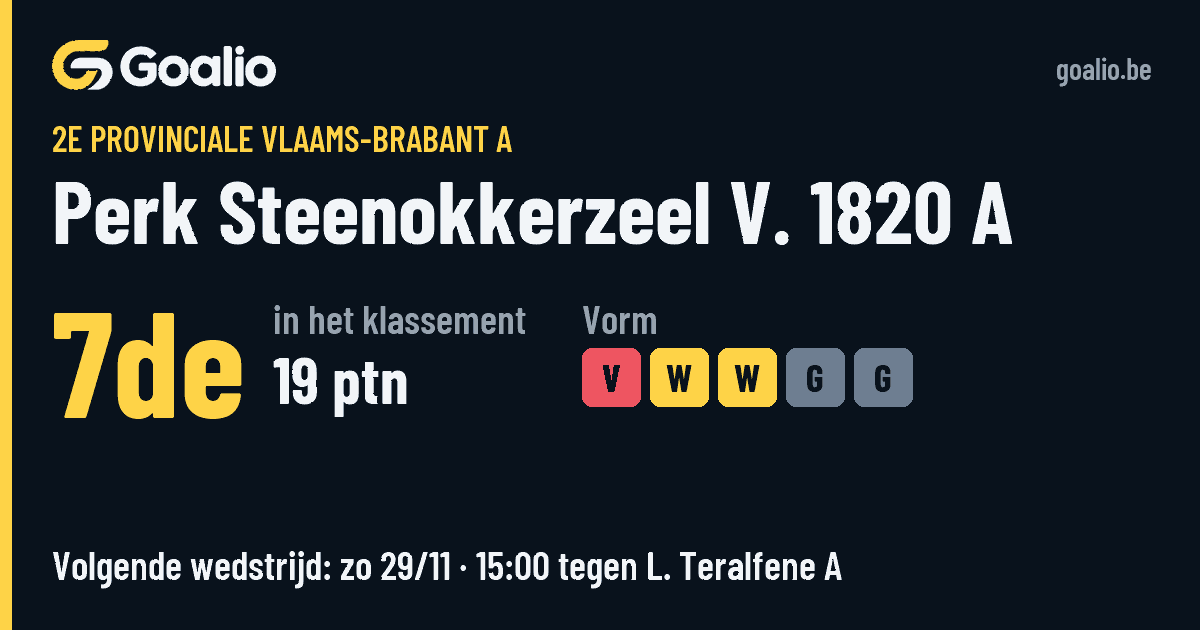 Goalio
goalio.be
2E PROVINCIALE VLAAMS-BRABANT A
Perk Steenokkerzeel V. 1820 A
7de
in het klassement
19 ptn
Vorm
V W W G G
Volgende wedstrijd: zo 29/11 · 15:00 tegen L. Teralfene A